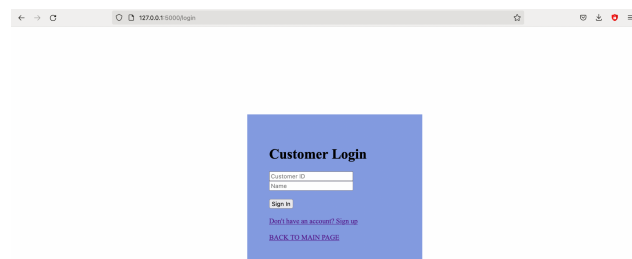 127.0.0.1:5000/login
Customer Login
Customer ID
Name
Sign In
Don't have an account? Sign up
BACK TO MAIN PAGE